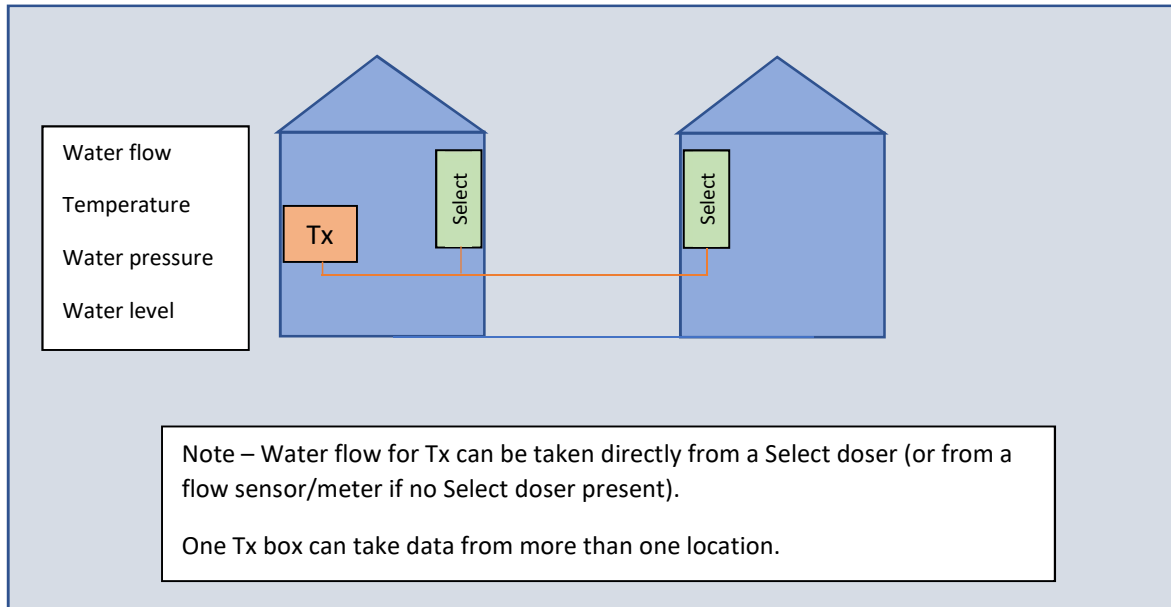 Water flow
Temperature
Water pressure
Water level
Tx
Select
Select
Note – Water flow for Tx can be taken directly from a Select doser (or from a
flow sensor/meter if no Select doser present).
One Tx box can take data from more than one location.